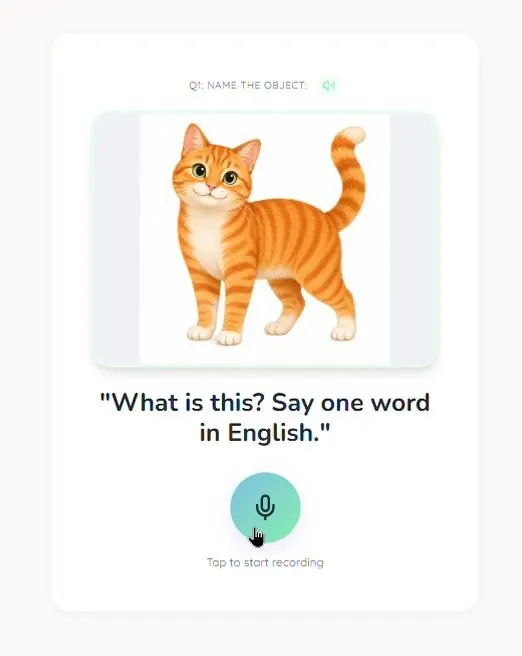 Q1: NAME THE OBJECT:
"What is this? Say one word
in English."
Tap to start recording